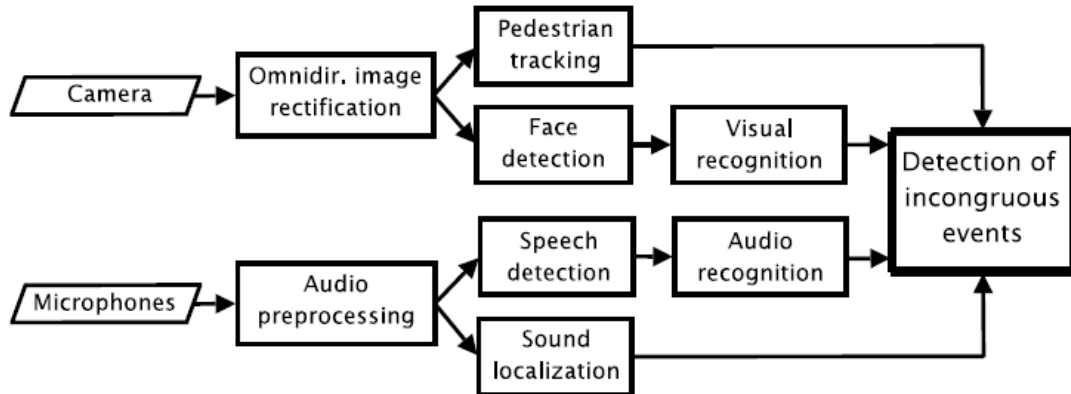 Camera
Omnidir. image
rectification
Pedestrian
tracking
Face
detection
Visual
recognition
Detection of
incongruous
events
Microphones
Audio
preprocessing
Speech
detection
Audio
recognition
Sound
localization